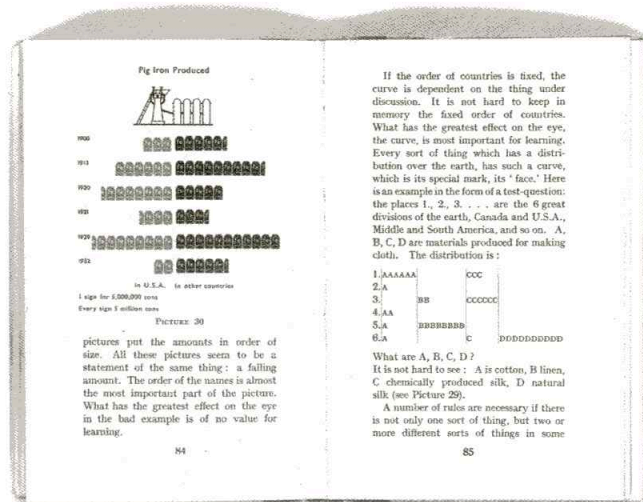 Pig Iron Produced
1913
1920
1921
1929
1932
in U.S.A. in other countries
1 sign for 5,000,000 tons
Every sign 5 million tons
PICTURE 30
pictures put the amounts in order of
size. All these pictures seem to be a
statement of the same thing: a falling
amount. The order of the names is almost
the most important part of the picture.
What has the greatest effect on the eye
in the bad example is of no value for
learning.
84
If the order of countries is fixed, the
curve is dependent on the thing under
discussion. It is not hard to keep in
memory the fixed order of countries.
What has the greatest effect on the eye,
the curve, is most important for learning.
Every sort of thing which has a distri-
bution over the earth, has such a curve,
which is its special mark, its ' face.' Here
is an example in the form of a test-question:
the places 1., 2., 3. . . . are the 6 great
divisions of the earth, Canada and U.S.A.,
Middle and South America, and so on. A,
B, C, D are materials produced for making
cloth. The distribution is :
1. AAAAAA CCC
2. A
3. BB CCCCCC
4. AA
5. A BBBBBBBB
6. A C DDDDDDDDDD
What are A, B, C, D ?
It is not hard to see : A is cotton, B linen,
C chemically produced silk, D natural
silk (see Picture 29).
A number of rules are necessary if there
is not only one sort of thing, but two or
more different sorts of things in some
85